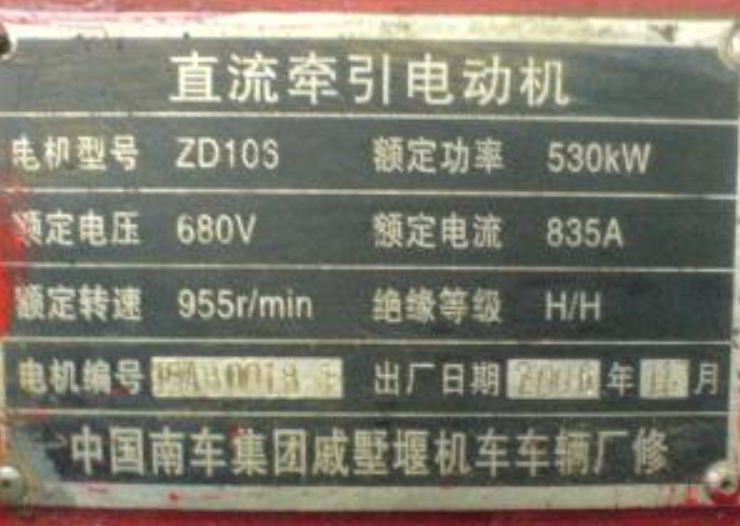 直流牵引电动机
电机型号 ZD10S 额定功率 530kW
额定电压 680V 额定电流 835A
额定转速 955r/min 绝缘等级 H/H
电机编号 出厂日期 年 月
中国南车集团戚墅堰机车车辆厂修